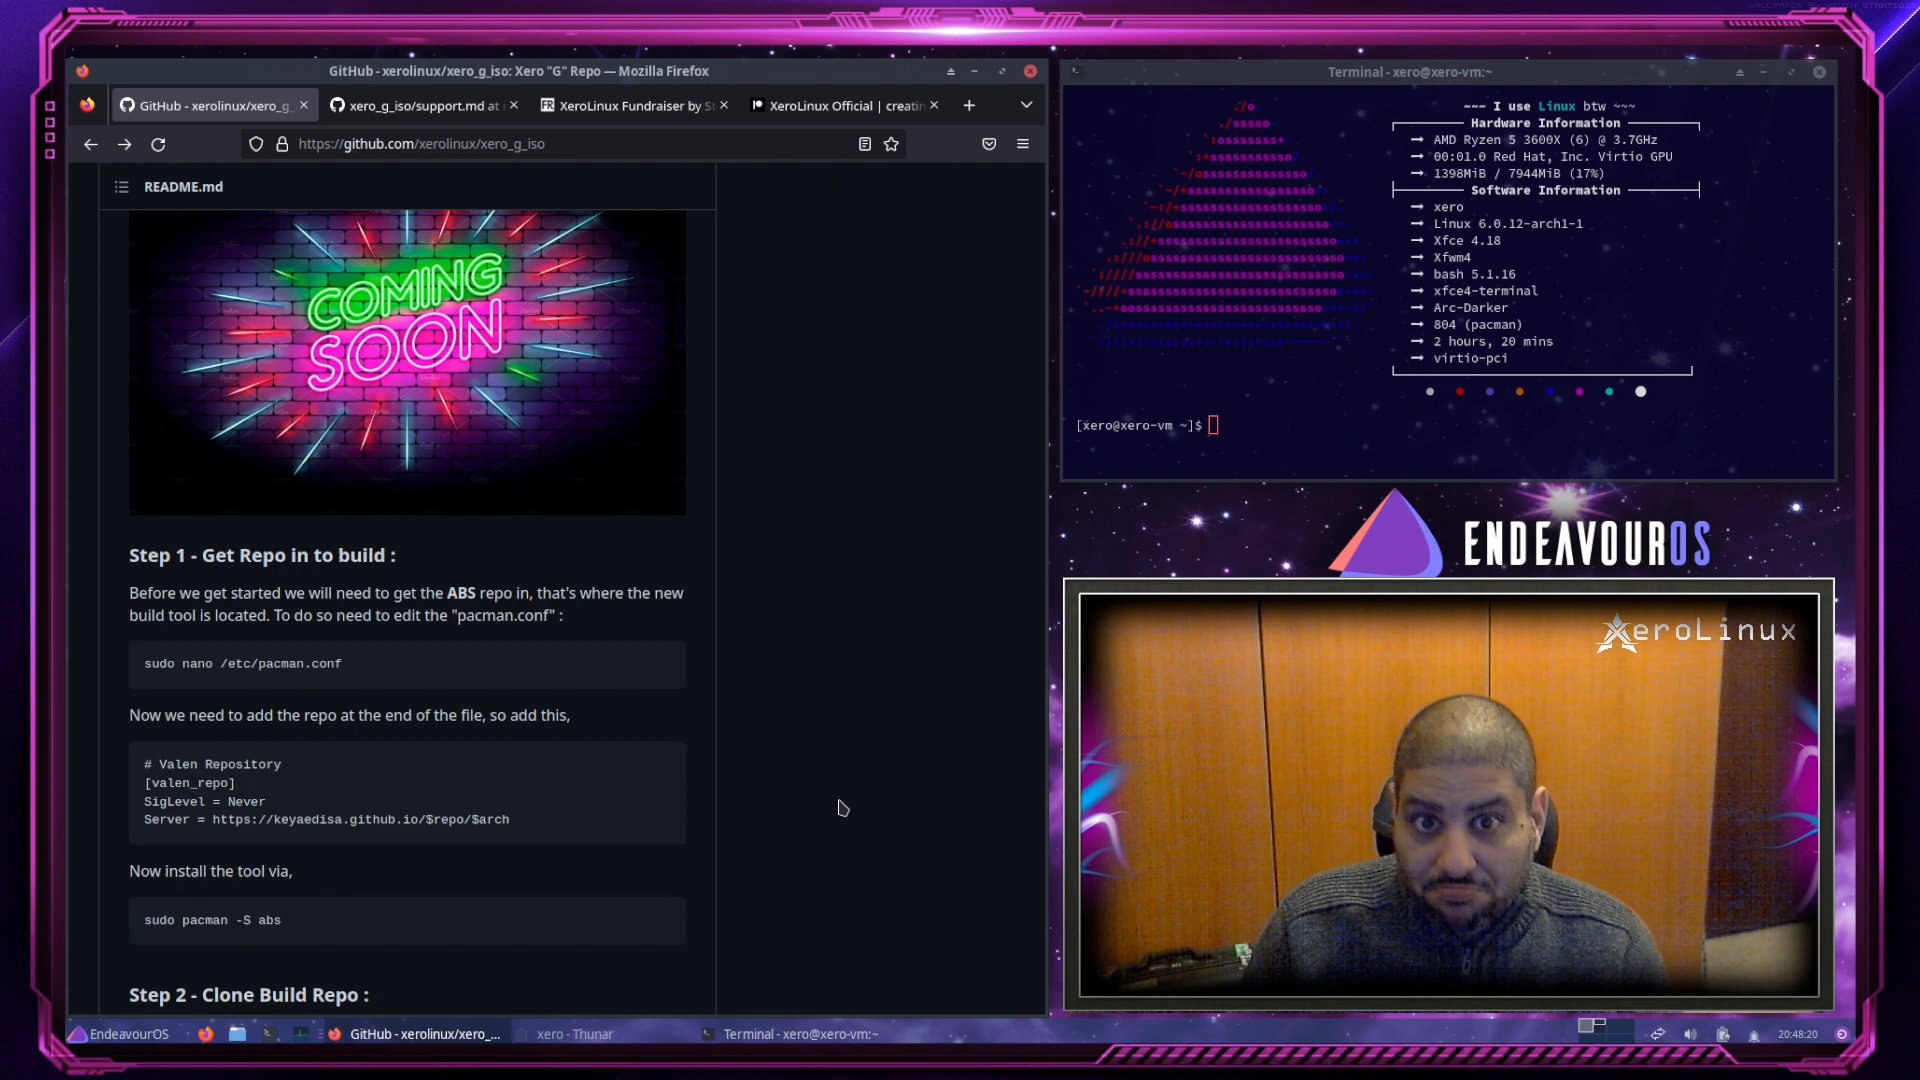 GitHub - xerolinux/xero_g_iso: Xero "G" Repo — Mozilla Firefox
GitHub - xerolinux/xero_g_
xero_g_iso/support.md at
XeroLinux Fundraiser by
XeroLinux Official | creatin
https://github.com/xerolinux/xero_g_iso
README.md
COMING
SOON
Step 1 - Get Repo in to build :
Before we get started we will need to get the ABS repo in, that's where the new
build tool is located. To do so need to edit the "pacman.conf" :
sudo nano /etc/pacman.conf
Now we need to add the repo at the end of the file, so add this,
# Valen Repository
[valen_repo]
SigLevel = Never
Server = https://keyaedisa.github.io/$repo/$arch
Now install the tool via,
sudo pacman -S abs
Step 2 - Clone Build Repo :
Terminal - xero@xero-vm:~
~~~ I use Linux btw ~~~
Hardware Information
AMD Ryzen 5 3600X (6) @ 3.7GHz
00:01.0 Red Hat, Inc. Virtio GPU
1398MiB / 7944MiB (17%)
Software Information
xero
Linux 6.0.12-arch1-1
Xfce 4.18
Xfwm4
bash 5.1.16
xfce4-terminal
Arc-Darker
804 (pacman)
2 hours, 20 mins
virtio-pci
[xero@xero-vm ~]$
ENDEAVOUROS
XeroLinux
EndeavourOS
GitHub - xerolinux/xero_...
xero - Thunar
Terminal - xero@xero-vm:~
20:48:20